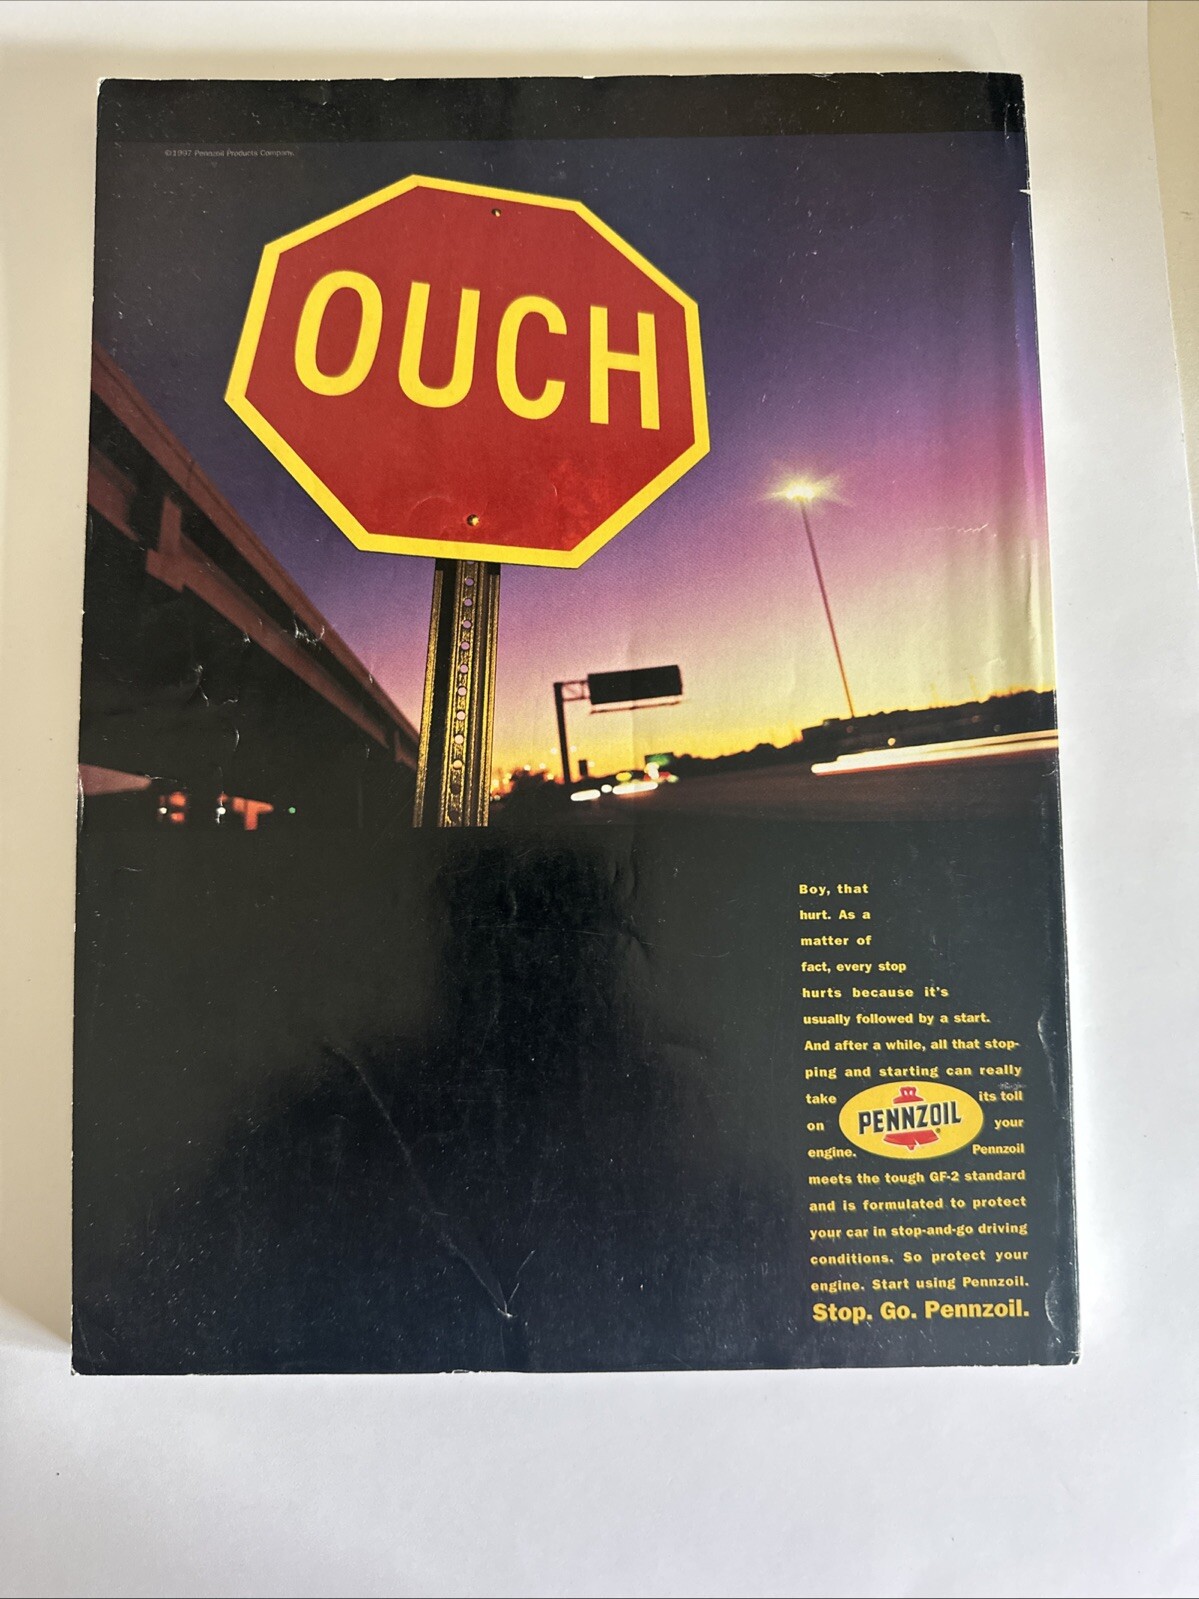 ©1997 Pennzoil Products Company.
OUCH
Boy, that
hurt. As a
matter of
fact, every stop
hurts because it's
usually followed by a start.
And after a while, all that stop-
ping and starting can really
take its toll
on your
engine. Pennzoil
PENNZOIL
meets the tough GF-2 standard
and is formulated to protect
your car in stop-and-go driving
conditions. So protect your
engine. Start using Pennzoil.
Stop. Go. Pennzoil.